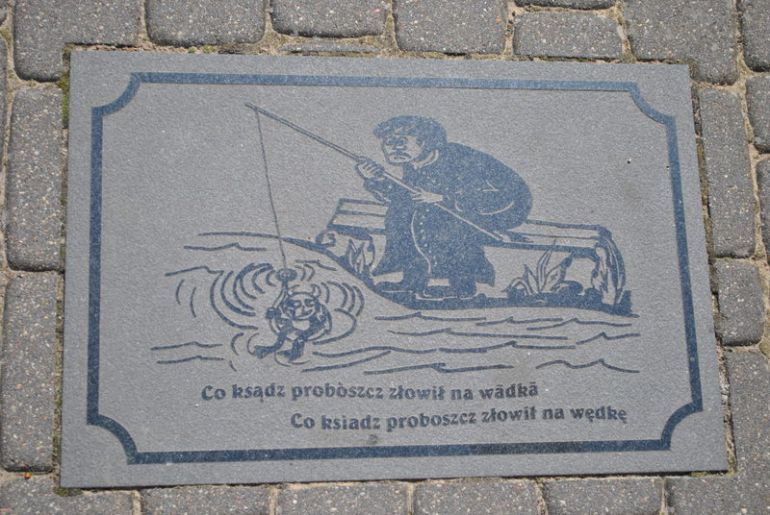 Co ksądz probòszcz złowił na wãdkã
Co ksiadz proboszcz złowił na wędkę